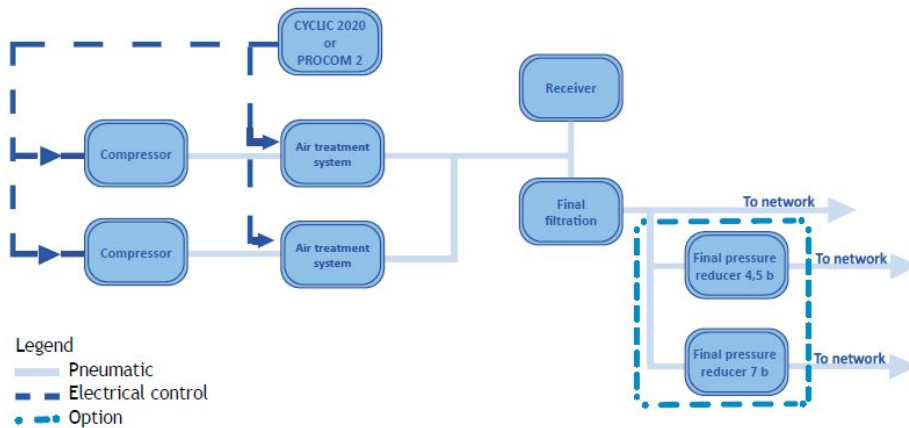 CYCLIC 2020
or
PROCOM 2
Receiver
Compressor
Air treatment
system
Final
filtration
To network
Compressor
Air treatment
system
Final pressure
reducer 4,5 b
To network
Final pressure
reducer 7 b
To network
Legend
Pneumatic
Electrical control
Option